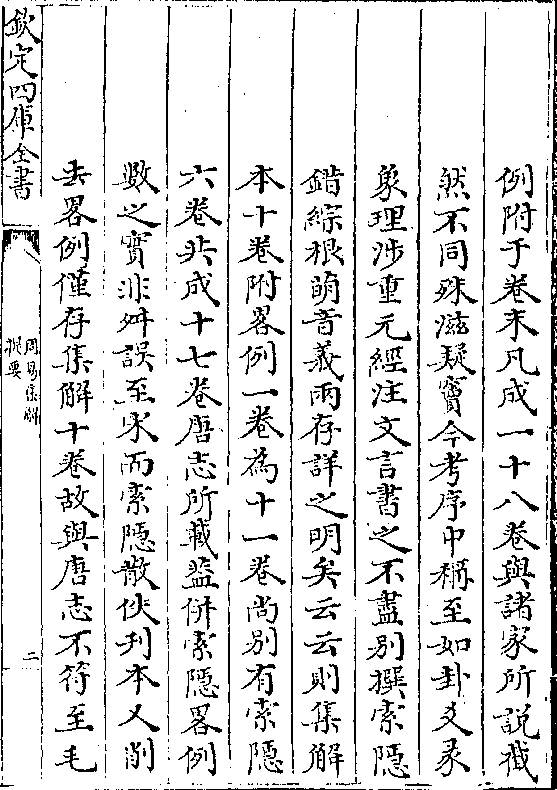 例附于卷末凡成一十八卷與諸家所說截
然不同殊滋疑竇今考序中稱至如卦爻彖
象理涉重元經注文言書之不盡別撰索隱
錯綜根萌音義兩存詳之明矣云云則集解
本十卷附畧例一卷為十一卷尚別有索隱
六卷共成十七卷唐志所載葢併索隱畧例
數之實非舛誤至宋而索隱散佚刊本又削
去畧例僅存集解十卷故與唐志不符至毛
欽定四庫全書
周易集解
提要
二